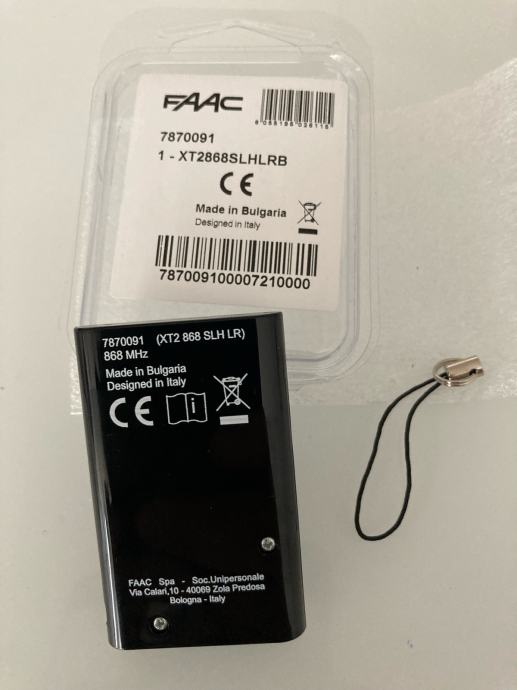 FAAC
7870091
1 - XT2868SLHLRB
CE
Made in Bulgaria
Designed in Italy
787009100007210000
7870091 (XT2 868 SLH LR)
868 MHz
Made in Bulgaria
Designed in Italy
CE
i
FAAC Spa - Soc.Unipersonale
Via Calari,10 - 40069 Zola Predosa
Bologna - Italy